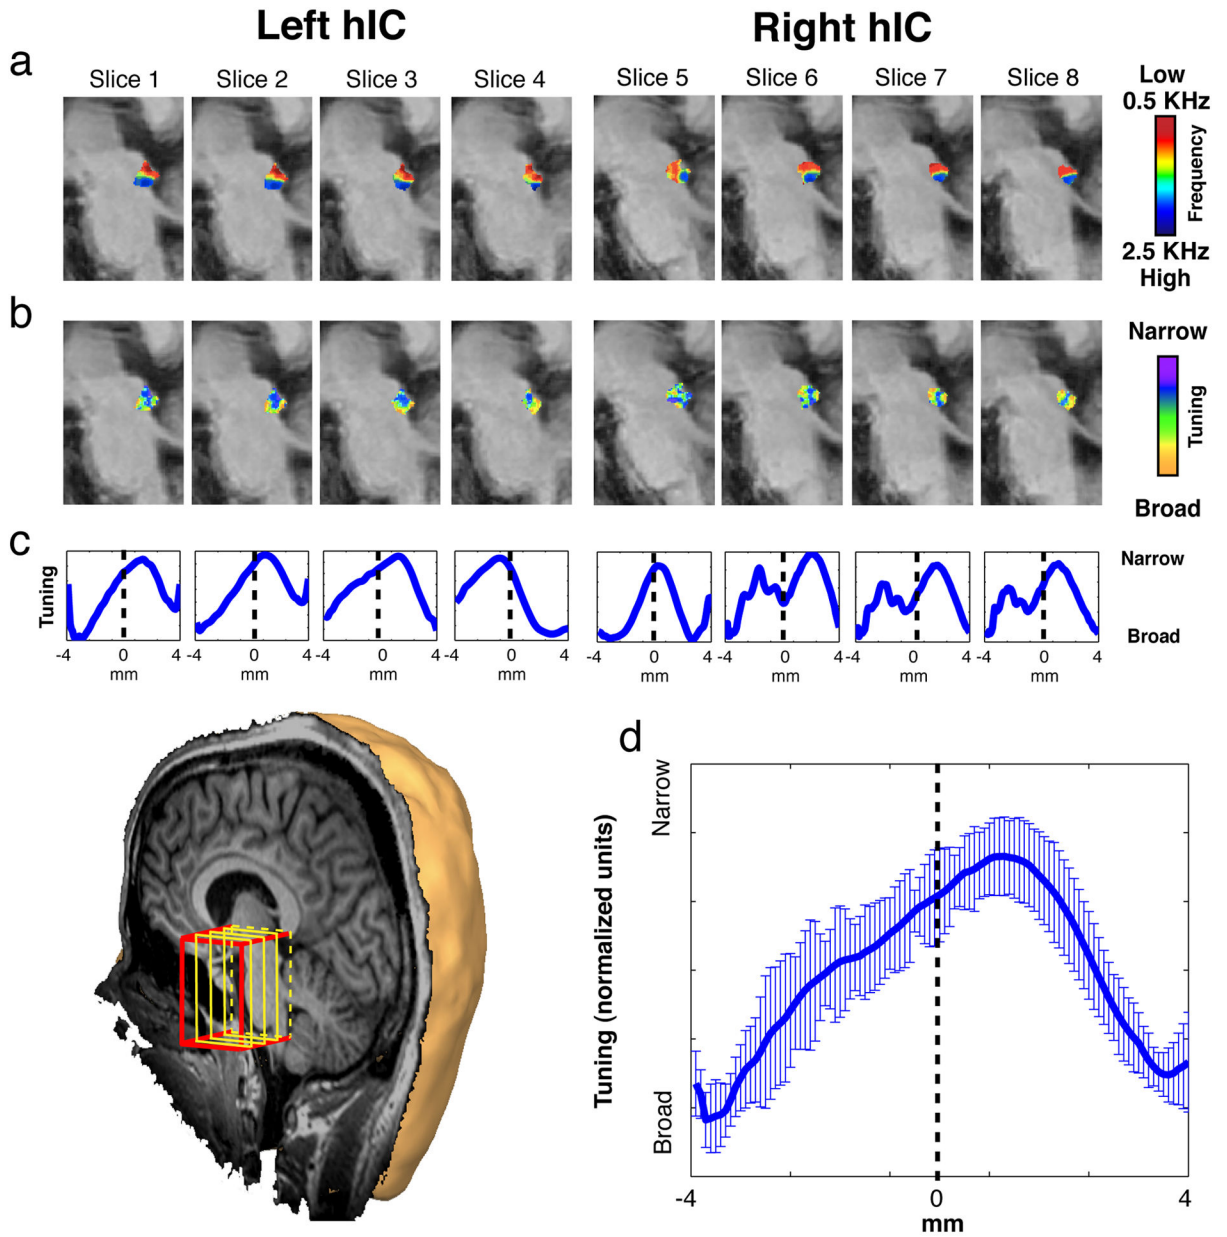 Left hIC
Right hIC
a
Slice 1
Slice 2
Slice 3
Slice 4
Slice 5
Slice 6
Slice 7
Slice 8
Low
0.5 KHz
Frequency
2.5 KHz
High
b
Narrow
Tuning
Broad
c
Tuning
Narrow
Broad
-4 0 4
mm
-4 0 4
mm
-4 0 4
mm
-4 0 4
mm
-4 0 4
mm
-4 0 4
mm
-4 0 4
mm
-4 0 4
mm
d
Narrow
Tuning (normalized units)
Broad
-4 0 4
mm